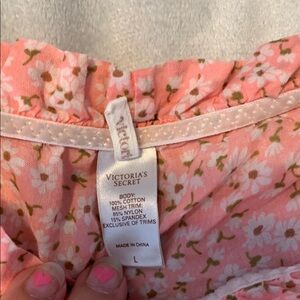 VICTORIA'S
SECRET
BODY:
100% COTTON
MESH TRIM:
85% NYLON
15% SPANDEX
EXCLUSIVE OF TRIMS
MADE IN CHINA
L